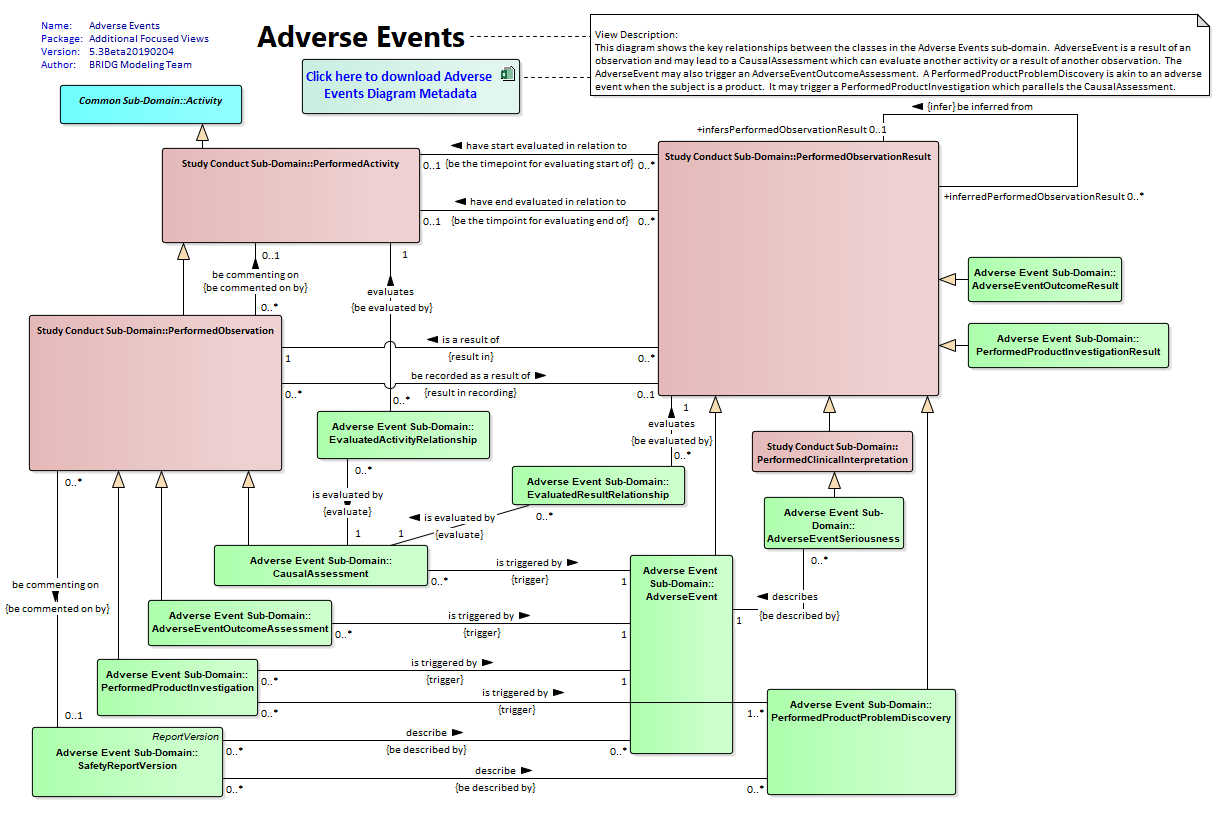 Name: Adverse Events
Package: Additional Focused Views
Version: 5.3Beta20190204
Author: BRIDG Modeling Team
Adverse Events
Click here to download Adverse
Events Diagram Metadata
View Description:
This diagram shows the key relationships between the classes in the Adverse Events sub-domain. AdverseEvent is a result of an
observation and may lead to a CausalAssessment which can evaluate another activity or a result of another observation. The
AdverseEvent may also trigger an AdverseEventOutcomeAssessment. A PerformedProductProblemDiscovery is akin to an adverse
event when the subject is a product. It may trigger a PerformedProductInvestigation which parallels the CausalAssessment.
Common Sub-Domain::Activity
◄ {infer} be inferred from
+infersPerformedObservationResult 0..1
+inferredPerformedObservationResult 0..*
Study Conduct Sub-Domain::PerformedActivity
◄ have start evaluated in relation to
0..1 {be the timepoint for evaluating start of} 0..*
◄ have end evaluated in relation to
0..1 {be the timpoint for evaluating end of} 0..*
Study Conduct Sub-Domain::PerformedObservationResult
0..1
be commenting on
{be commented on by}
0..*
1
evaluates
{be evaluated by}
0..*
Adverse Event Sub-Domain::
AdverseEventOutcomeResult
Adverse Event Sub-Domain::
PerformedProductInvestigationResult
Study Conduct Sub-Domain::PerformedObservation
◄ is a result of
1 {result in} 0..*
be recorded as a result of ►
0..* {result in recording} 0..1
Adverse Event Sub-Domain::
EvaluatedActivityRelationship
1
evaluates
{be evaluated by}
0..*
Study Conduct Sub-Domain::
PerformedClinicalInterpretation
Adverse Event Sub-Domain::
EvaluatedResultRelationship
0..*
is evaluated by
{evaluate}
1
◄ is evaluated by
{evaluate}
0..*
1
Adverse Event Sub-
Domain::
AdverseEventSeriousness
Adverse Event Sub-Domain::
CausalAssessment
is triggered by ►
0..* {trigger} 1
Adverse Event
Sub-Domain::
AdverseEvent
0..*
◄ describes
{be described by}
1
0..*
be commenting on
{be commented on by}
0..1
Adverse Event Sub-Domain::
AdverseEventOutcomeAssessment
is triggered by ►
0..* {trigger} 1
Adverse Event Sub-Domain::
PerformedProductInvestigation
is triggered by ►
0..* {trigger} 1
is triggered by ►
0..* {trigger} 1..*
Adverse Event Sub-Domain::
PerformedProductProblemDiscovery
ReportVersion
Adverse Event Sub-Domain::
SafetyReportVersion
describe ►
0..* {be described by} 0..*
describe ►
0..* {be described by} 0..*